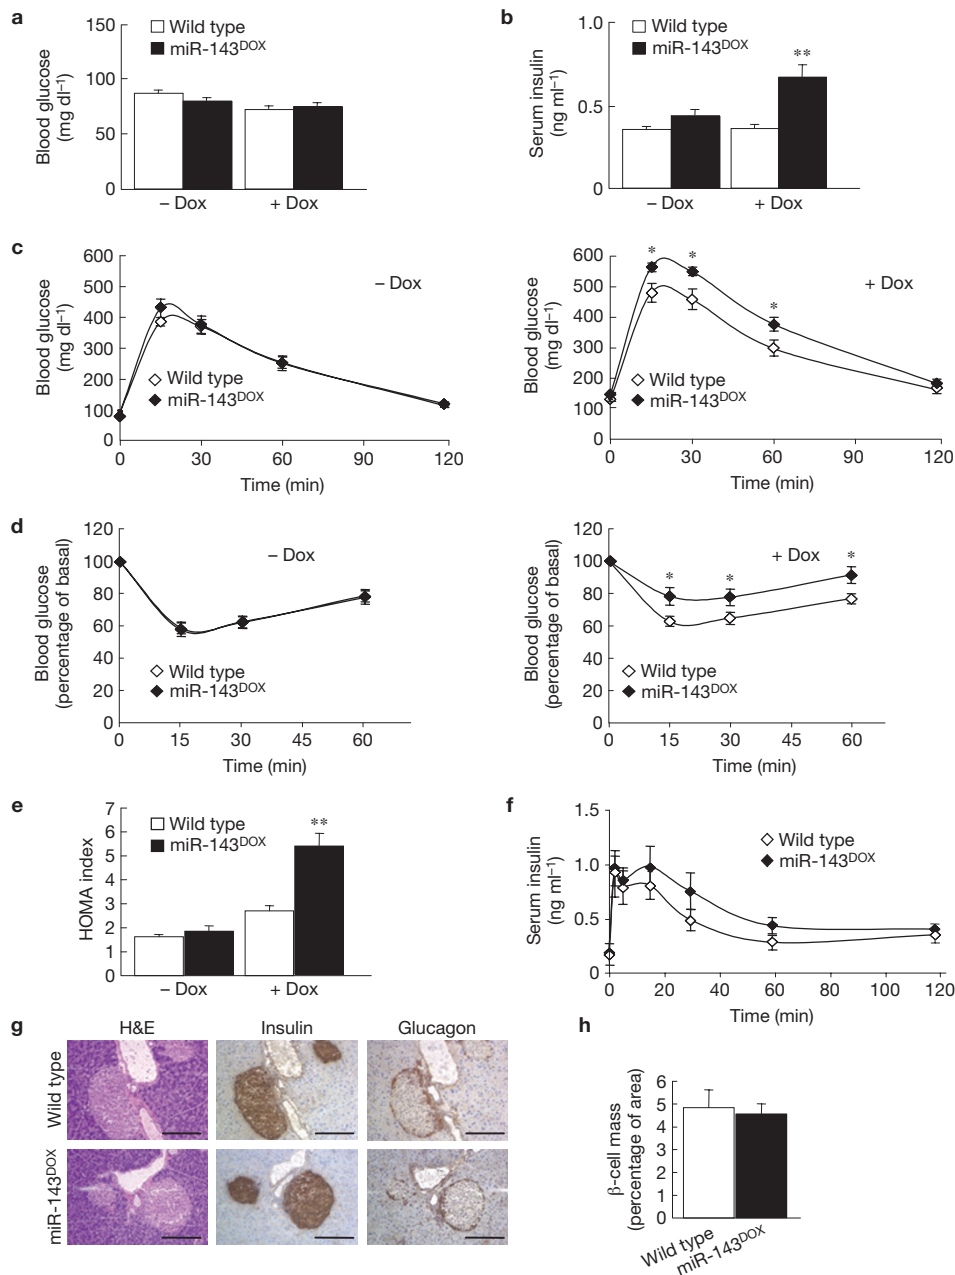 a
150
100
50
0
Blood glucose
(mg dl⁻¹)
Wild type
miR-143ᴰᴼˣ
– Dox
+ Dox
b
1.0
0.5
0
Serum insulin
(ng ml⁻¹)
Wild type
miR-143ᴰᴼˣ
**
– Dox
+ Dox
c
600
500
400
300
200
100
0
Blood glucose
(mg dl⁻¹)
– Dox
Wild type
miR-143ᴰᴼˣ
0 30 60 90 120
Time (min)
600
500
400
300
200
100
0
Blood glucose
(mg dl⁻¹)
* * *
+ Dox
Wild type
miR-143ᴰᴼˣ
0 30 60 90 120
Time (min)
d
120
100
80
60
40
20
0
Blood glucose
(percentage of basal)
– Dox
Wild type
miR-143ᴰᴼˣ
0 15 30 45 60
Time (min)
120
100
80
60
40
20
0
Blood glucose
(percentage of basal)
+ Dox
* * *
Wild type
miR-143ᴰᴼˣ
0 15 30 45 60
Time (min)
e
7
6
5
4
3
2
1
0
HOMA index
Wild type
miR-143ᴰᴼˣ
**
– Dox
+ Dox
f
1.5
1.0
0.5
0
Serum insulin
(ng ml⁻¹)
Wild type
miR-143ᴰᴼˣ
0 20 40 60 80 100 120
Time (min)
g
H&E Insulin Glucagon
Wild type
miR-143ᴰᴼˣ
h
6
5
4
3
2
1
0
β-cell mass
(percentage of area)
Wild type
miR-143ᴰᴼˣ